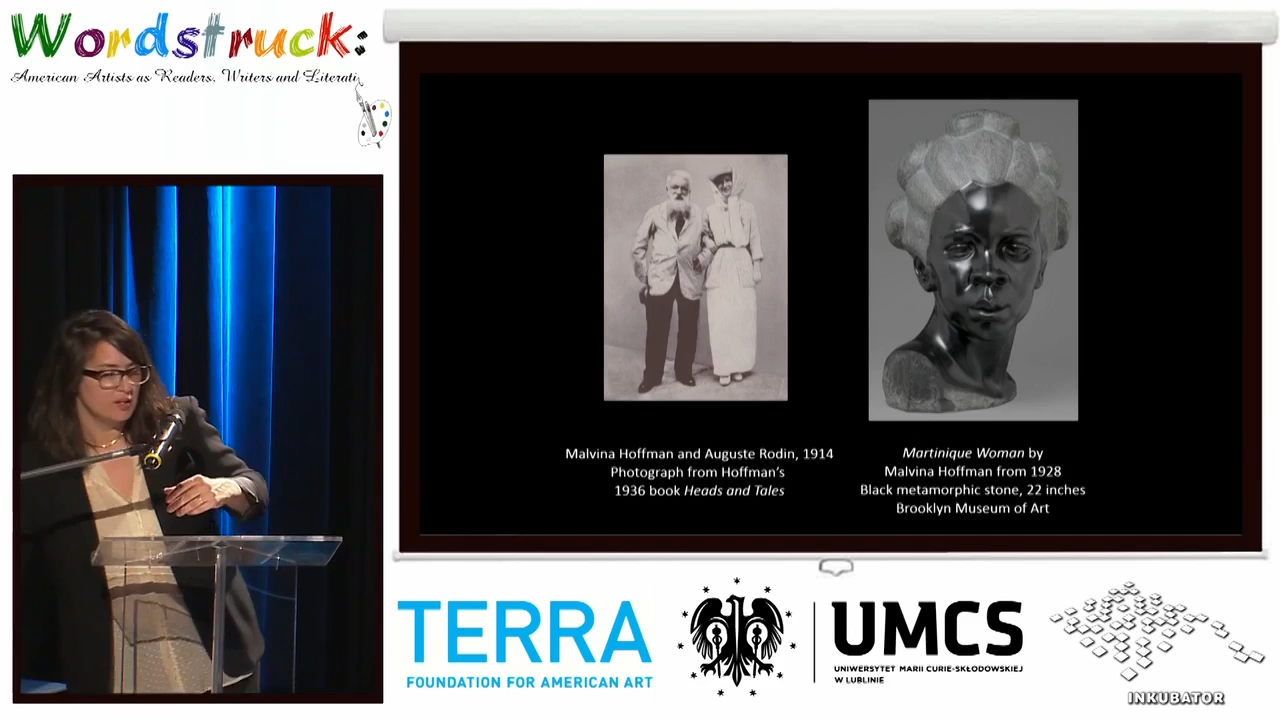 Wordstruck:
American Artists as Readers, Writers and Literati
Malvina Hoffman and Auguste Rodin, 1914
Photograph from Hoffman's
1936 book Heads and Tales
Martinique Woman by
Malvina Hoffman from 1928
Black metamorphic stone, 22 inches
Brooklyn Museum of Art
TERRA
FOUNDATION FOR AMERICAN ART
UMCS
UNIWERSYTET MARII CURIE-SKŁODOWSKIEJ
W LUBLINIE
INKUBATOR